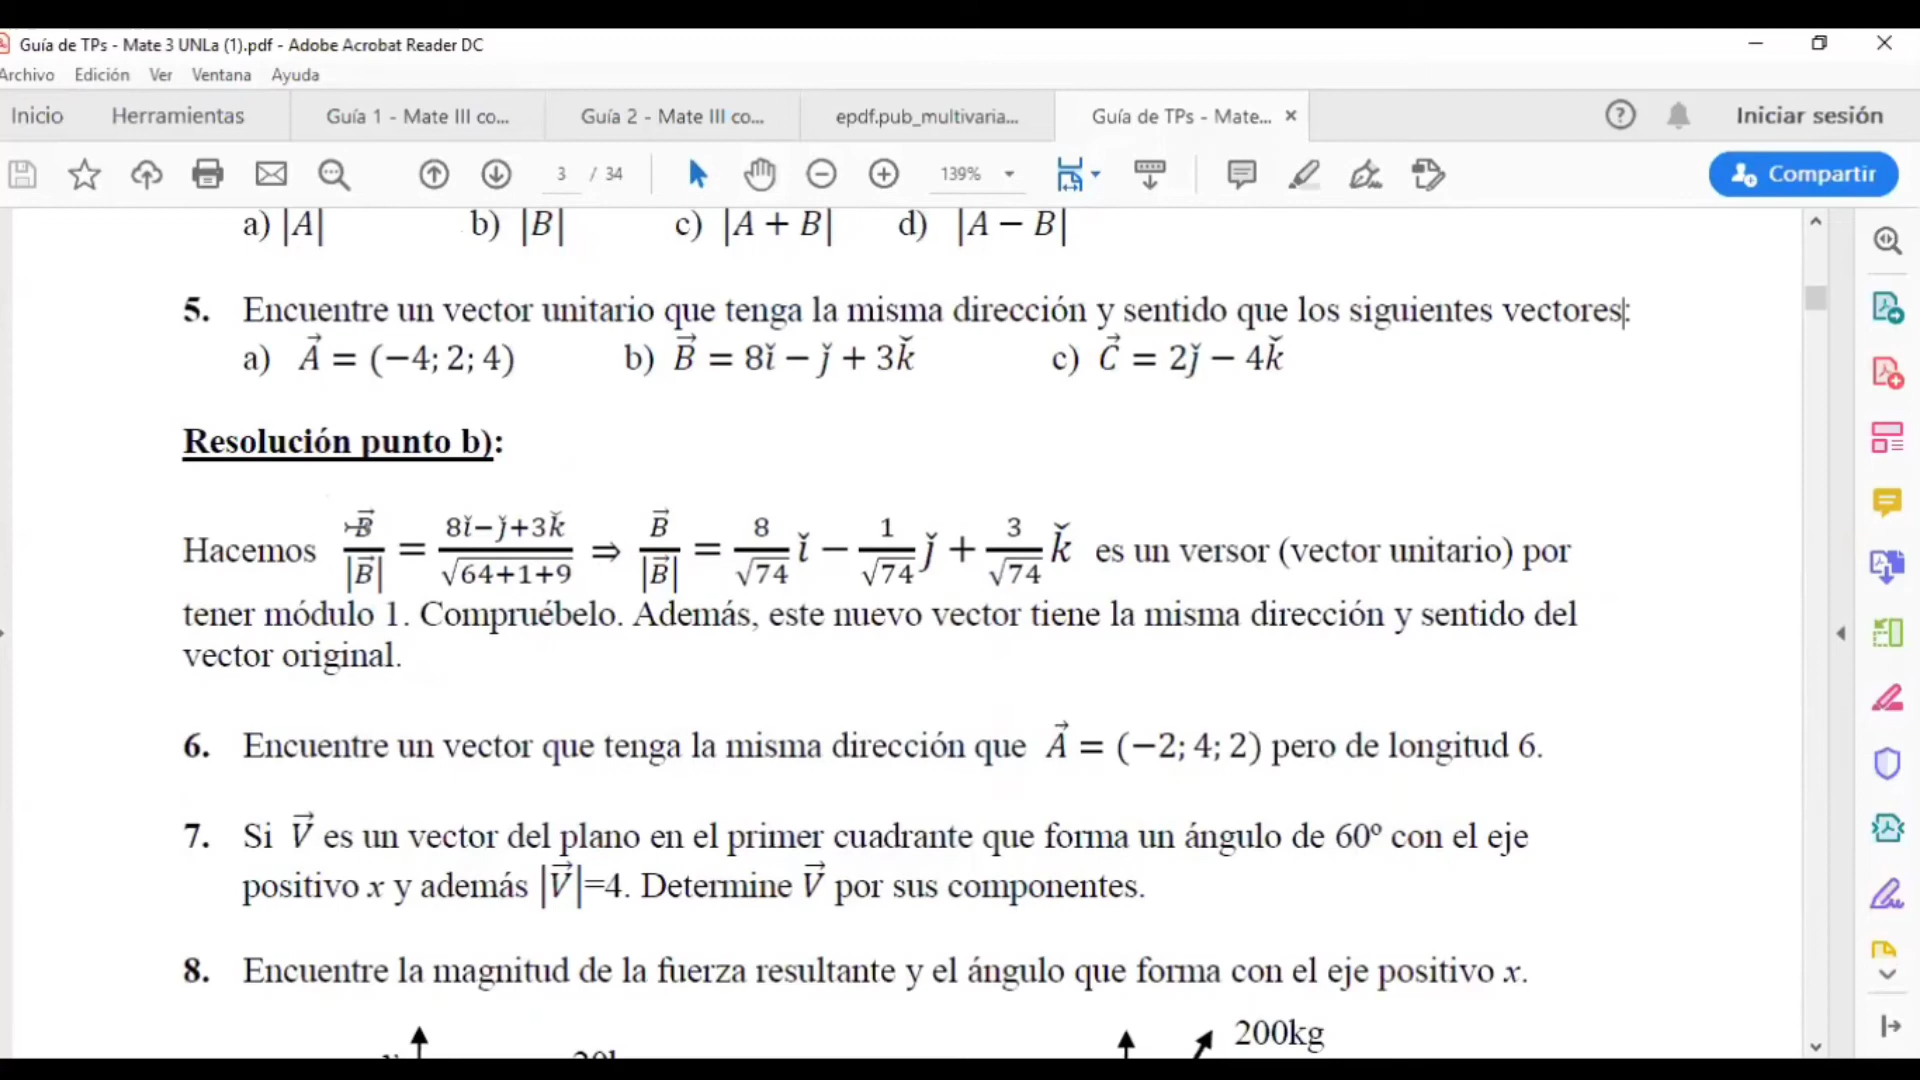 Guía de TPs - Mate 3 UNLa (1).pdf - Adobe Acrobat Reader DC
Archivo Edición Ver Ventana Ayuda
Inicio Herramientas Guía 1 - Mate III co... Guía 2 - Mate III co... epdf.pub_multivaria... Guía de TPs - Mate... × Iniciar sesión
3 / 34 139% Compartir
a) |A| b) |B| c) |A + B| d) |A − B|
5. Encuentre un vector unitario que tenga la misma dirección y sentido que los siguientes vectores:
a) A⃗ = (−4; 2; 4) b) B⃗ = 8ǐ − ǰ + 3ǩ c) C⃗ = 2ǰ − 4ǩ
Resolución punto b):
Hacemos B⃗/|B⃗| = (8ǐ−ǰ+3ǩ)/√(64+1+9) ⇒ B⃗/|B⃗| = 8/√74 ǐ − 1/√74 ǰ + 3/√74 ǩ es un versor (vector unitario) por
tener módulo 1. Compruébelo. Además, este nuevo vector tiene la misma dirección y sentido del
vector original.
6. Encuentre un vector que tenga la misma dirección que A⃗ = (−2; 4; 2) pero de longitud 6.
7. Si V⃗ es un vector del plano en el primer cuadrante que forma un ángulo de 60º con el eje
positivo x y además |V⃗|=4. Determine V⃗ por sus componentes.
8. Encuentre la magnitud de la fuerza resultante y el ángulo que forma con el eje positivo x.
200kg